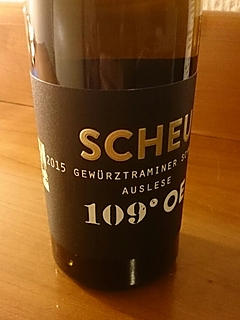 SCHEU
2015 GEWÜRZTRAMINER
AUSLESE
109° OE